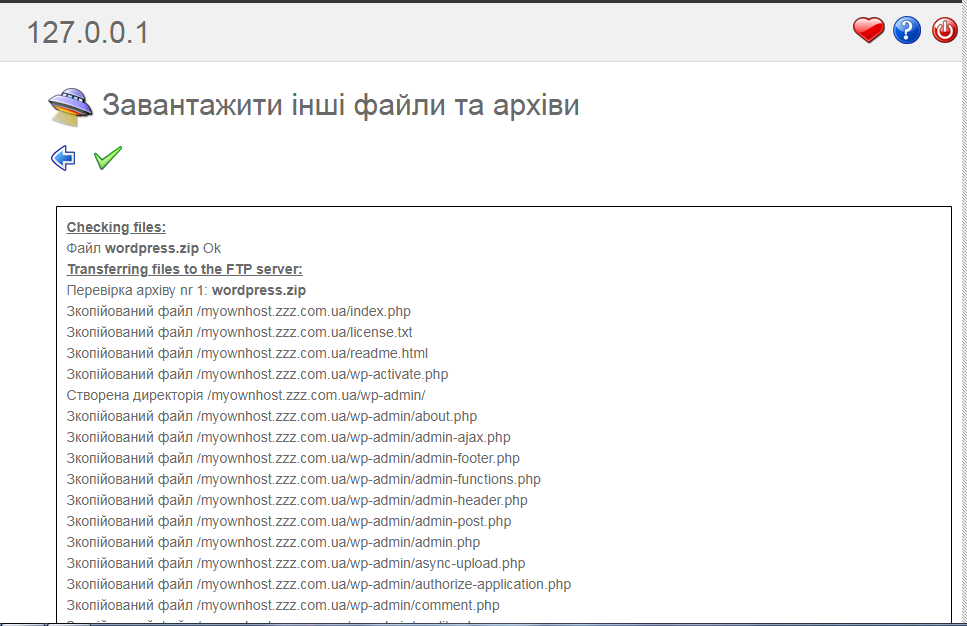 127.0.0.1
Завантажити інші файли та архіви
Checking files:
Файл wordpress.zip Ok
Transferring files to the FTP server:
Перевірка архіву nr 1: wordpress.zip
Зкопійований файл /myownhost.zzz.com.ua/index.php
Зкопійований файл /myownhost.zzz.com.ua/license.txt
Зкопійований файл /myownhost.zzz.com.ua/readme.html
Зкопійований файл /myownhost.zzz.com.ua/wp-activate.php
Створена директорія /myownhost.zzz.com.ua/wp-admin/
Зкопійований файл /myownhost.zzz.com.ua/wp-admin/about.php
Зкопійований файл /myownhost.zzz.com.ua/wp-admin/admin-ajax.php
Зкопійований файл /myownhost.zzz.com.ua/wp-admin/admin-footer.php
Зкопійований файл /myownhost.zzz.com.ua/wp-admin/admin-functions.php
Зкопійований файл /myownhost.zzz.com.ua/wp-admin/admin-header.php
Зкопійований файл /myownhost.zzz.com.ua/wp-admin/admin-post.php
Зкопійований файл /myownhost.zzz.com.ua/wp-admin/admin.php
Зкопійований файл /myownhost.zzz.com.ua/wp-admin/async-upload.php
Зкопійований файл /myownhost.zzz.com.ua/wp-admin/authorize-application.php
Зкопійований файл /myownhost.zzz.com.ua/wp-admin/comment.php